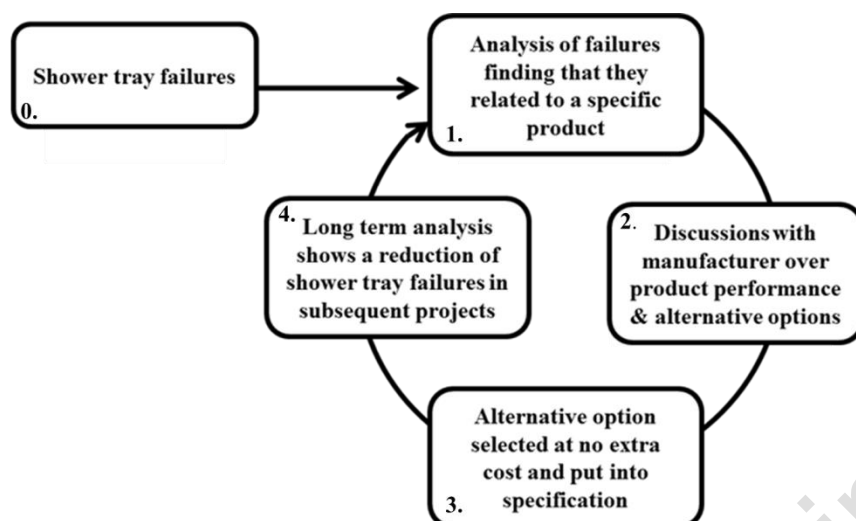 Shower tray failures
0.
Analysis of failures
finding that they
related to a specific
product
1.
2.
Discussions with
manufacturer over
product performance
& alternative options
Alternative option
selected at no extra
cost and put into
specification
3.
4.
Long term analysis
shows a reduction of
shower tray failures in
subsequent projects